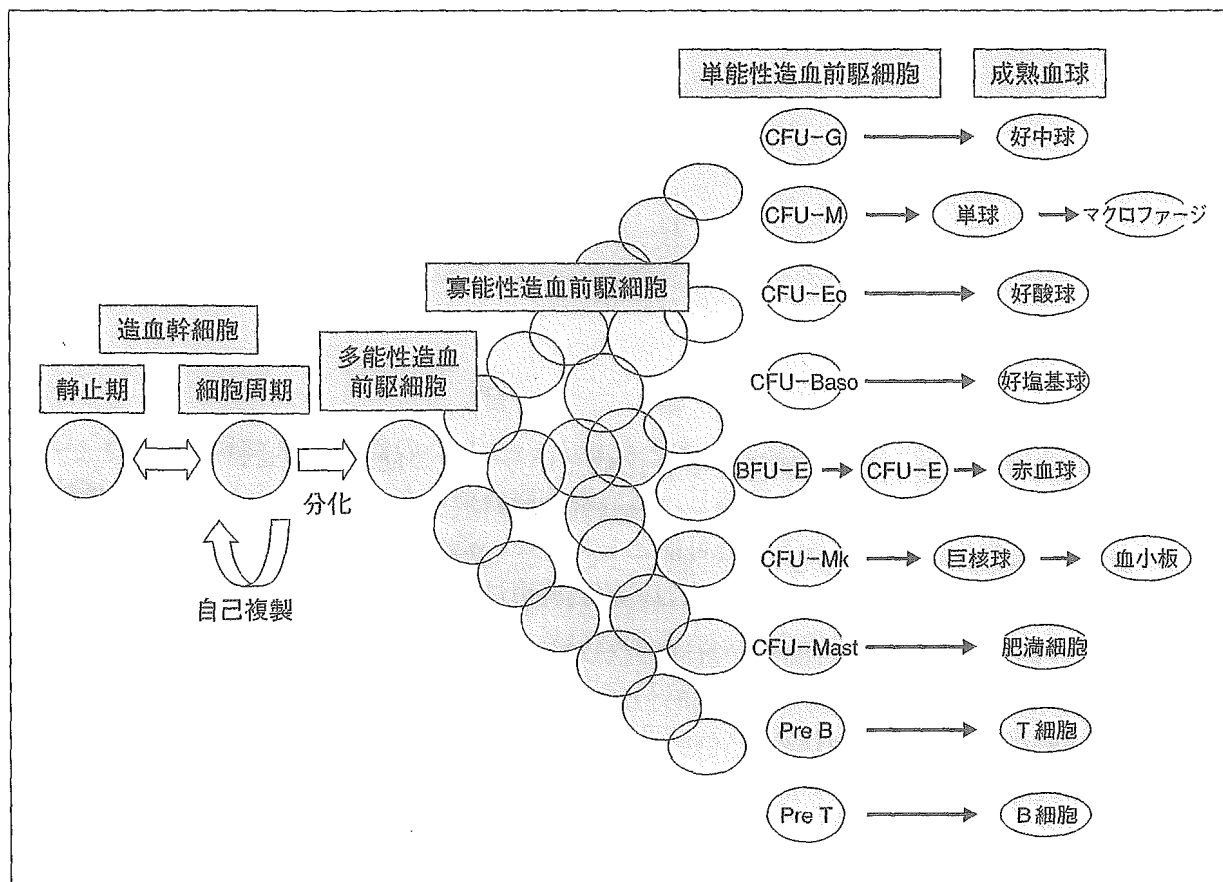 単能性造血前駆細胞 成熟血球
CFU-G 好中球
CFU-M 単球 マクロファージ
寡能性造血前駆細胞
CFU-Eo 好酸球
造血幹細胞
多能性造血
前駆細胞
静止期 細胞周期
CFU-Baso 好塩基球
分化
BFU-E CFU-E 赤血球
CFU-Mk 巨核球 血小板
自己複製
CFU-Mast 肥満細胞
Pre B T細胞
Pre T B細胞